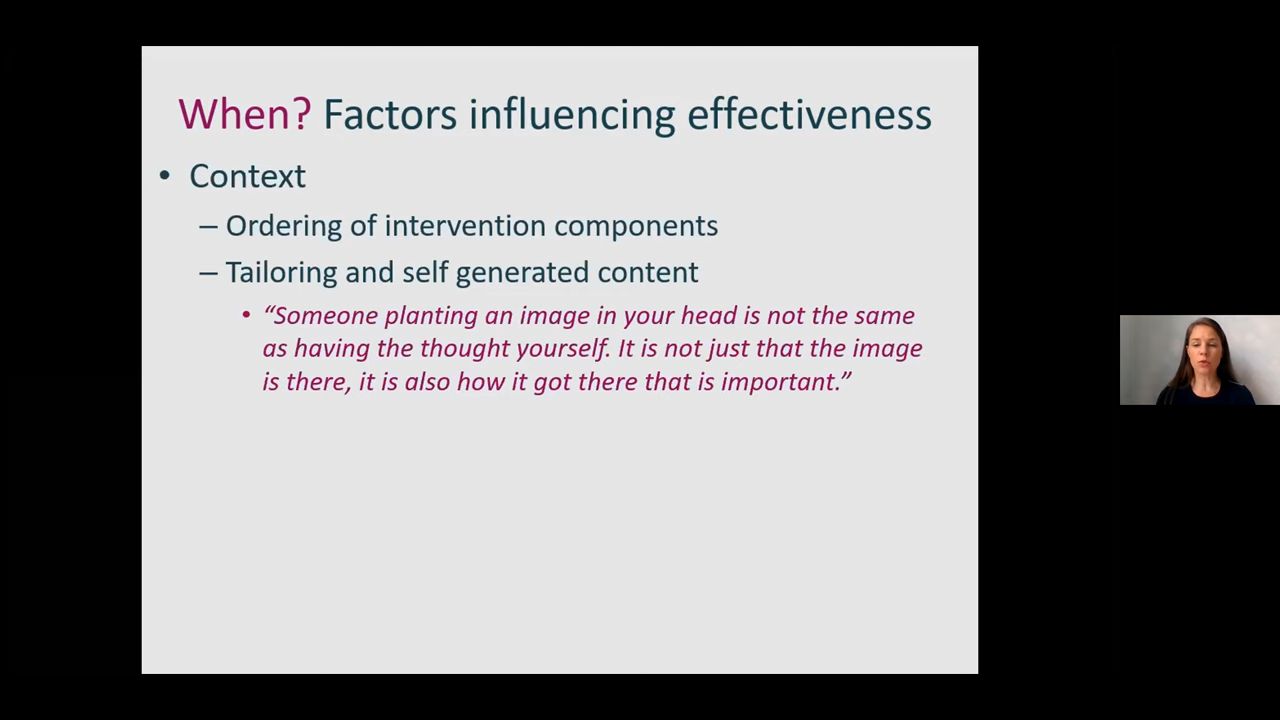 When? Factors influencing effectiveness
• Context
– Ordering of intervention components
– Tailoring and self generated content
• “Someone planting an image in your head is not the same
as having the thought yourself. It is not just that the image
is there, it is also how it got there that is important.”